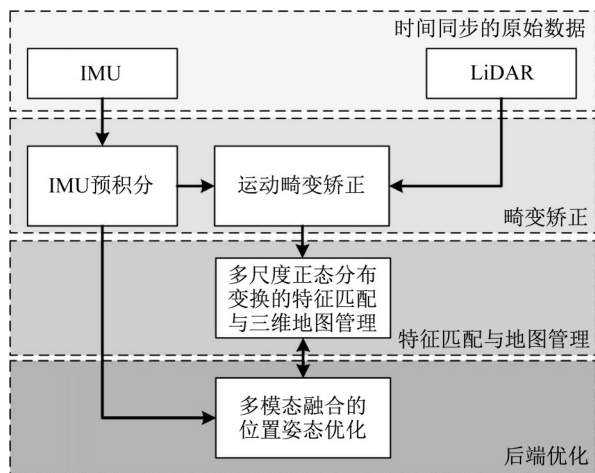 时间同步的原始数据
IMU
LiDAR
IMU预积分
运动畸变矫正
畸变矫正
多尺度正态分布
变换的特征匹配
与三维地图管理
特征匹配与地图管理
多模态融合的
位置姿态优化
后端优化